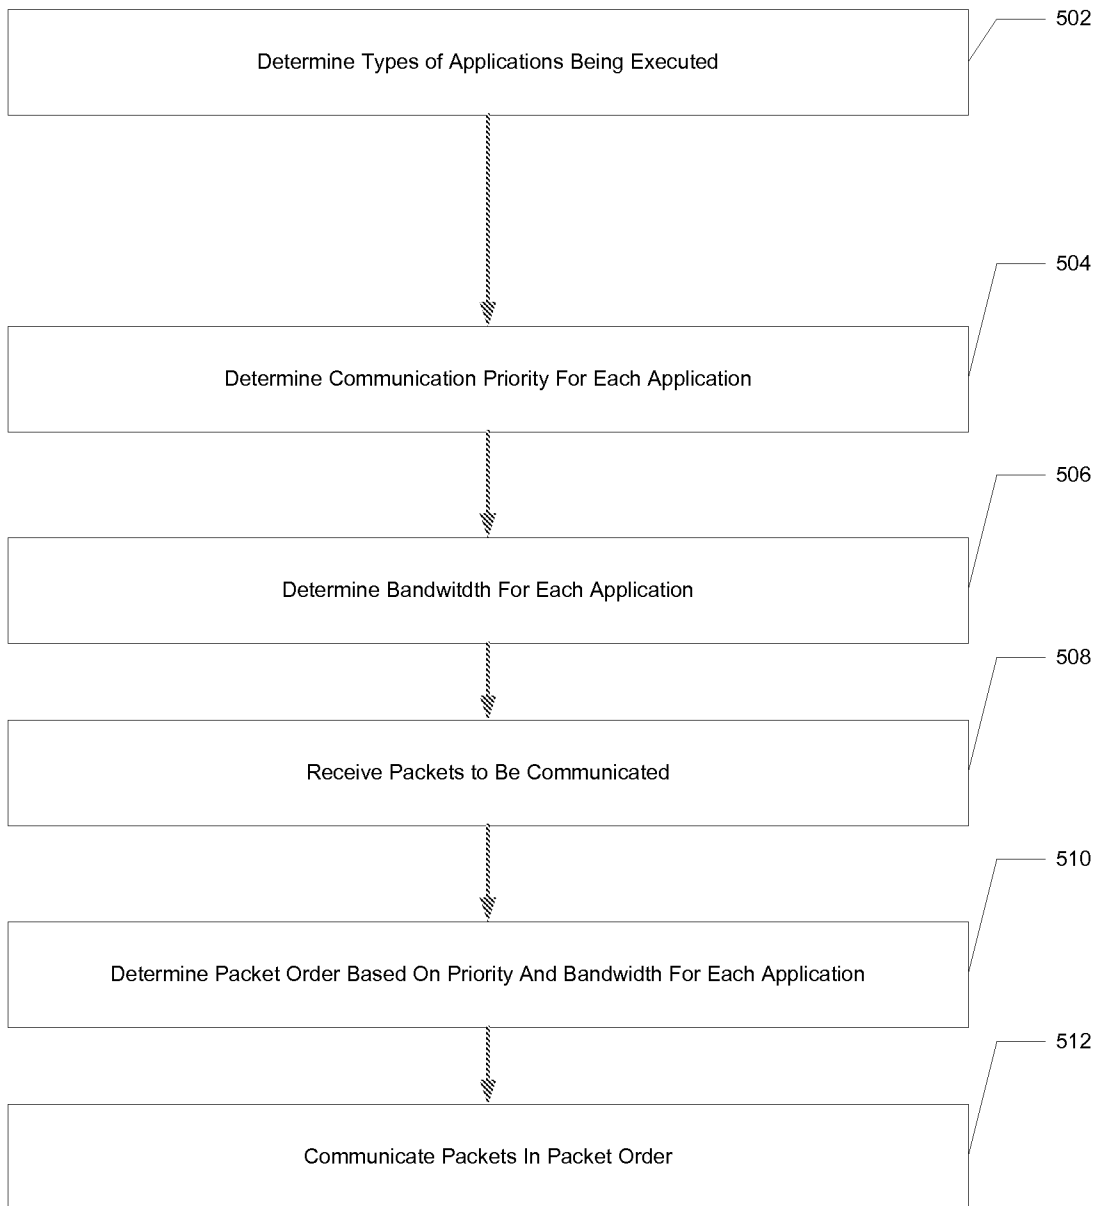 502
Determine Types of Applications Being Executed
504
Determine Communication Priority For Each Application
506
Determine Bandwitdth For Each Application
508
Receive Packets to Be Communicated
510
Determine Packet Order Based On Priority And Bandwidth For Each Application
512
Communicate Packets In Packet Order